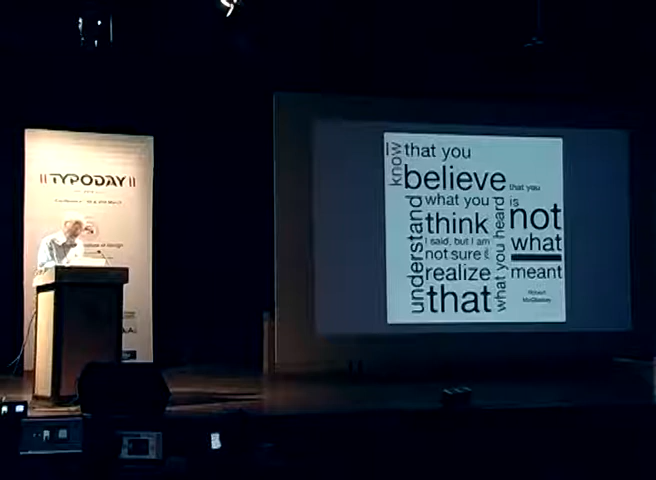 TYPODAY
I
know
that you
believe
that you
understand
what you
think
I said, but I am
not sure
you
realize
that
what you heard
is
not
what
I
meant
Robert
McCloskey